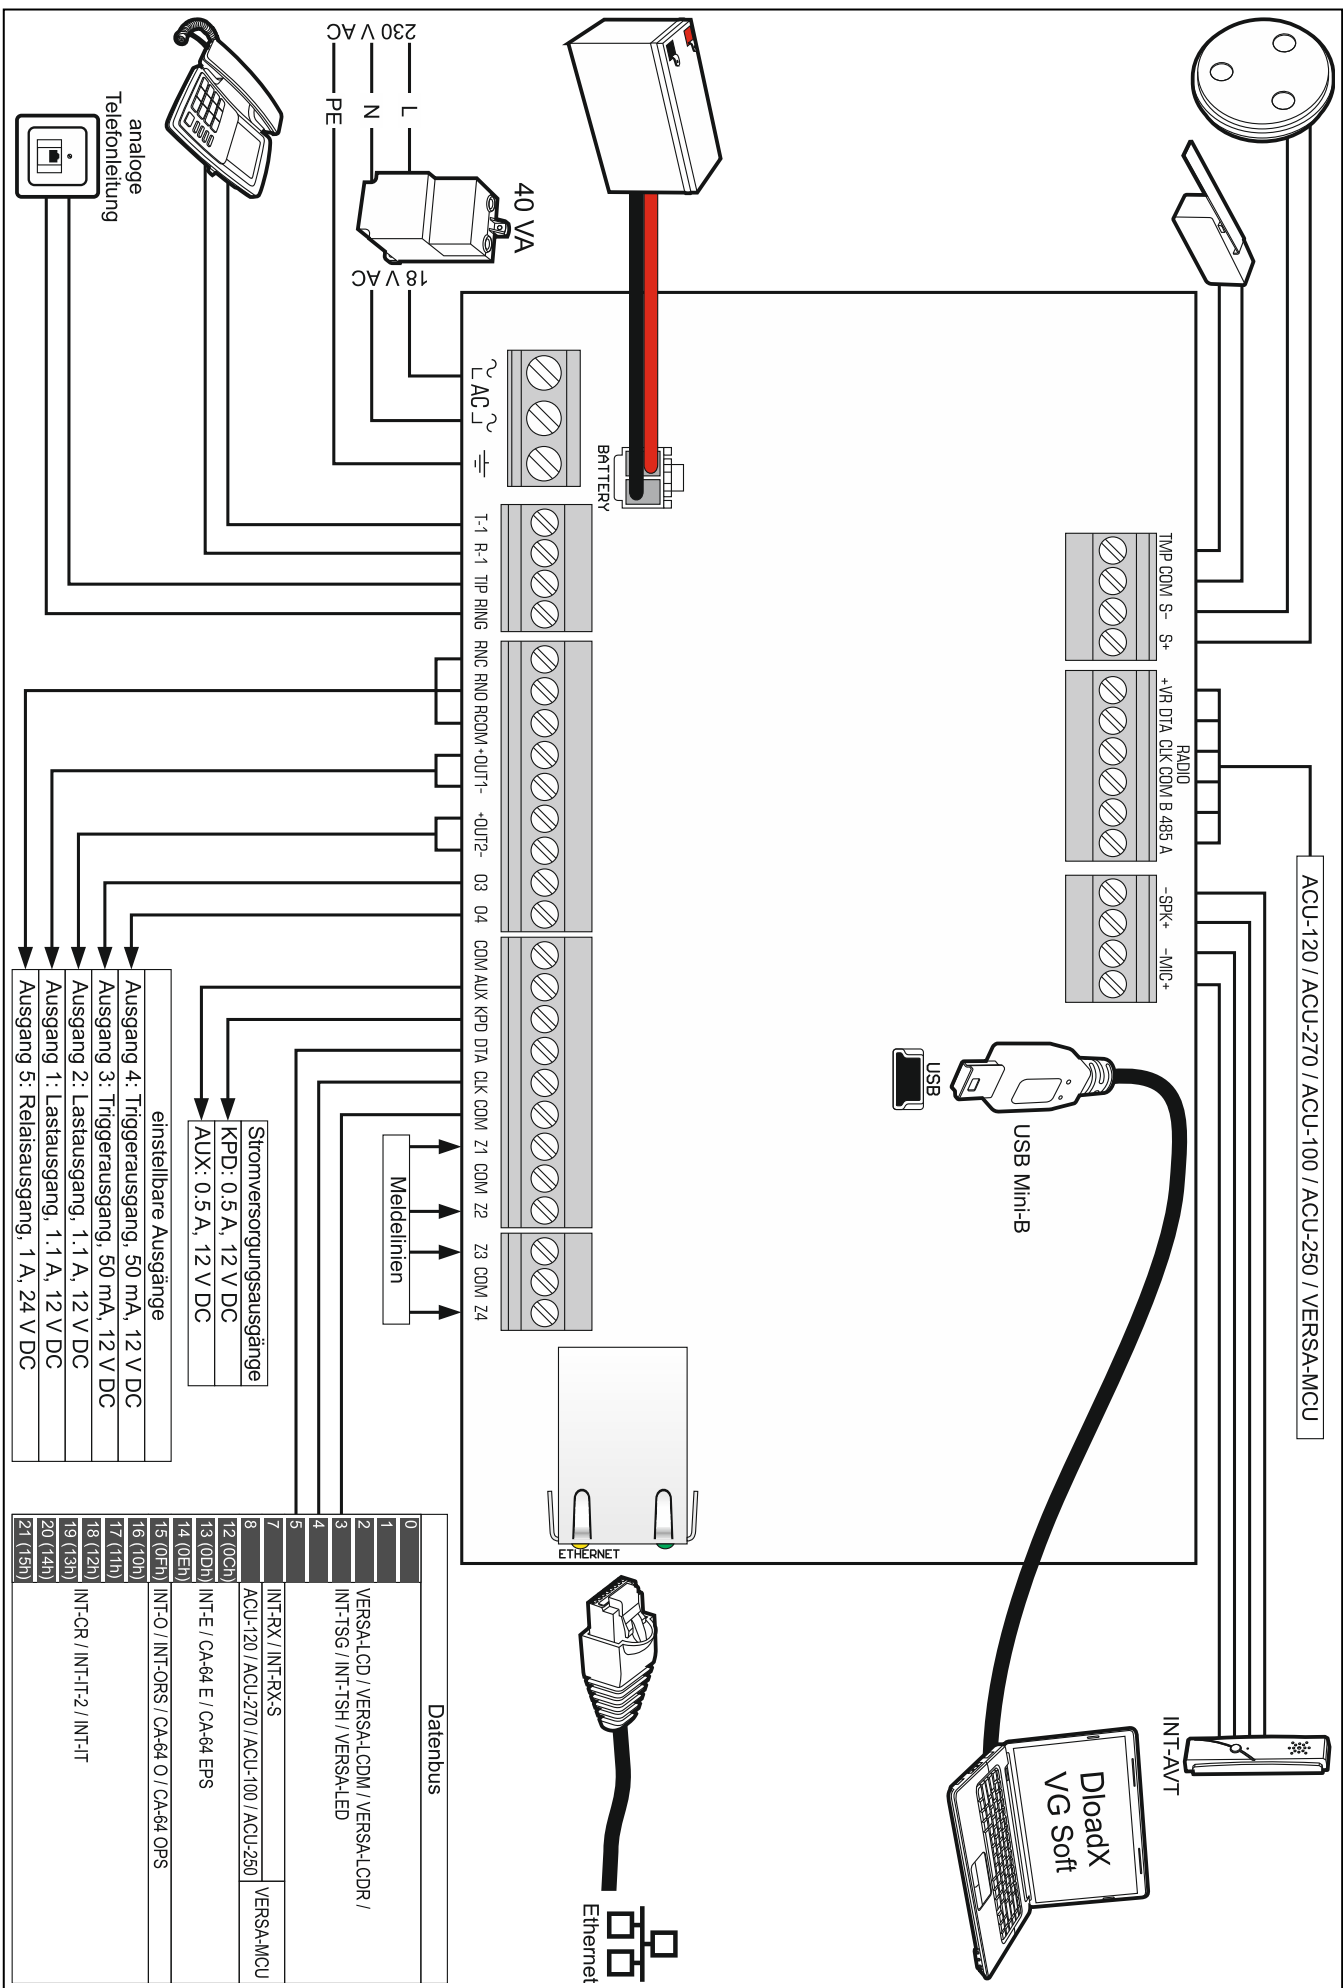 ACU-120 / ACU-270 / ACU-100 / ACU-250 / VERSA-MCU
INT-AVT
TMP COM S- S+
+VR DTA CLK COM B 485 A
RADIO
-SPK+ -MIC+
USB
USB Mini-B
DloadX
VG Soft
BATTERY
ETHERNET
Ethernet
40 VA
230 V AC
18 V AC
L
N
PE
AC
T-1 R-1 TIP RING
RNC RNO RCOM +OUT1- +OUT2- O3 O4
COM AUX KPD DTA CLK COM Z1 COM Z2
Z3 COM Z4
Meldelinien
analoge
Telefonleitung
Stromversorgungsausgänge
KPD: 0.5 A, 12 V DC
AUX: 0.5 A, 12 V DC
einstellbare Ausgänge
Ausgang 4: Triggerausgang, 50 mA, 12 V DC
Ausgang 3: Triggerausgang, 50 mA, 12 V DC
Ausgang 2: Lastausgang, 1.1 A, 12 V DC
Ausgang 1: Lastausgang, 1.1 A, 12 V DC
Ausgang 5: Relaisausgang, 1 A, 24 V DC
Datenbus
0
1
2
3
4
5
VERSA-LCD / VERSA-LCDM / VERSA-LCDR /
INT-TSG / INT-TSH / VERSA-LED
7
INT-RX / INT-RX-S
8
ACU-120 / ACU-270 / ACU-100 / ACU-250
VERSA-MCU
12 (0Ch)
13 (0Dh)
14 (0Eh)
INT-E / CA-64 E / CA-64 EPS
15 (0Fh)
INT-O / INT-ORS / CA-64 O / CA-64 OPS
16 (10h)
17 (11h)
18 (12h)
19 (13h)
20 (14h)
21 (15h)
INT-CR / INT-IT-2 / INT-IT